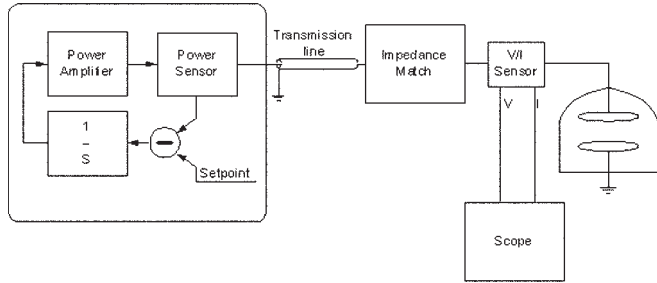 Power
Amplifier
Power
Sensor
Transmission
line
Impedance
Match
V/I
Sensor
V
I
1
S
Setpoint
Scope